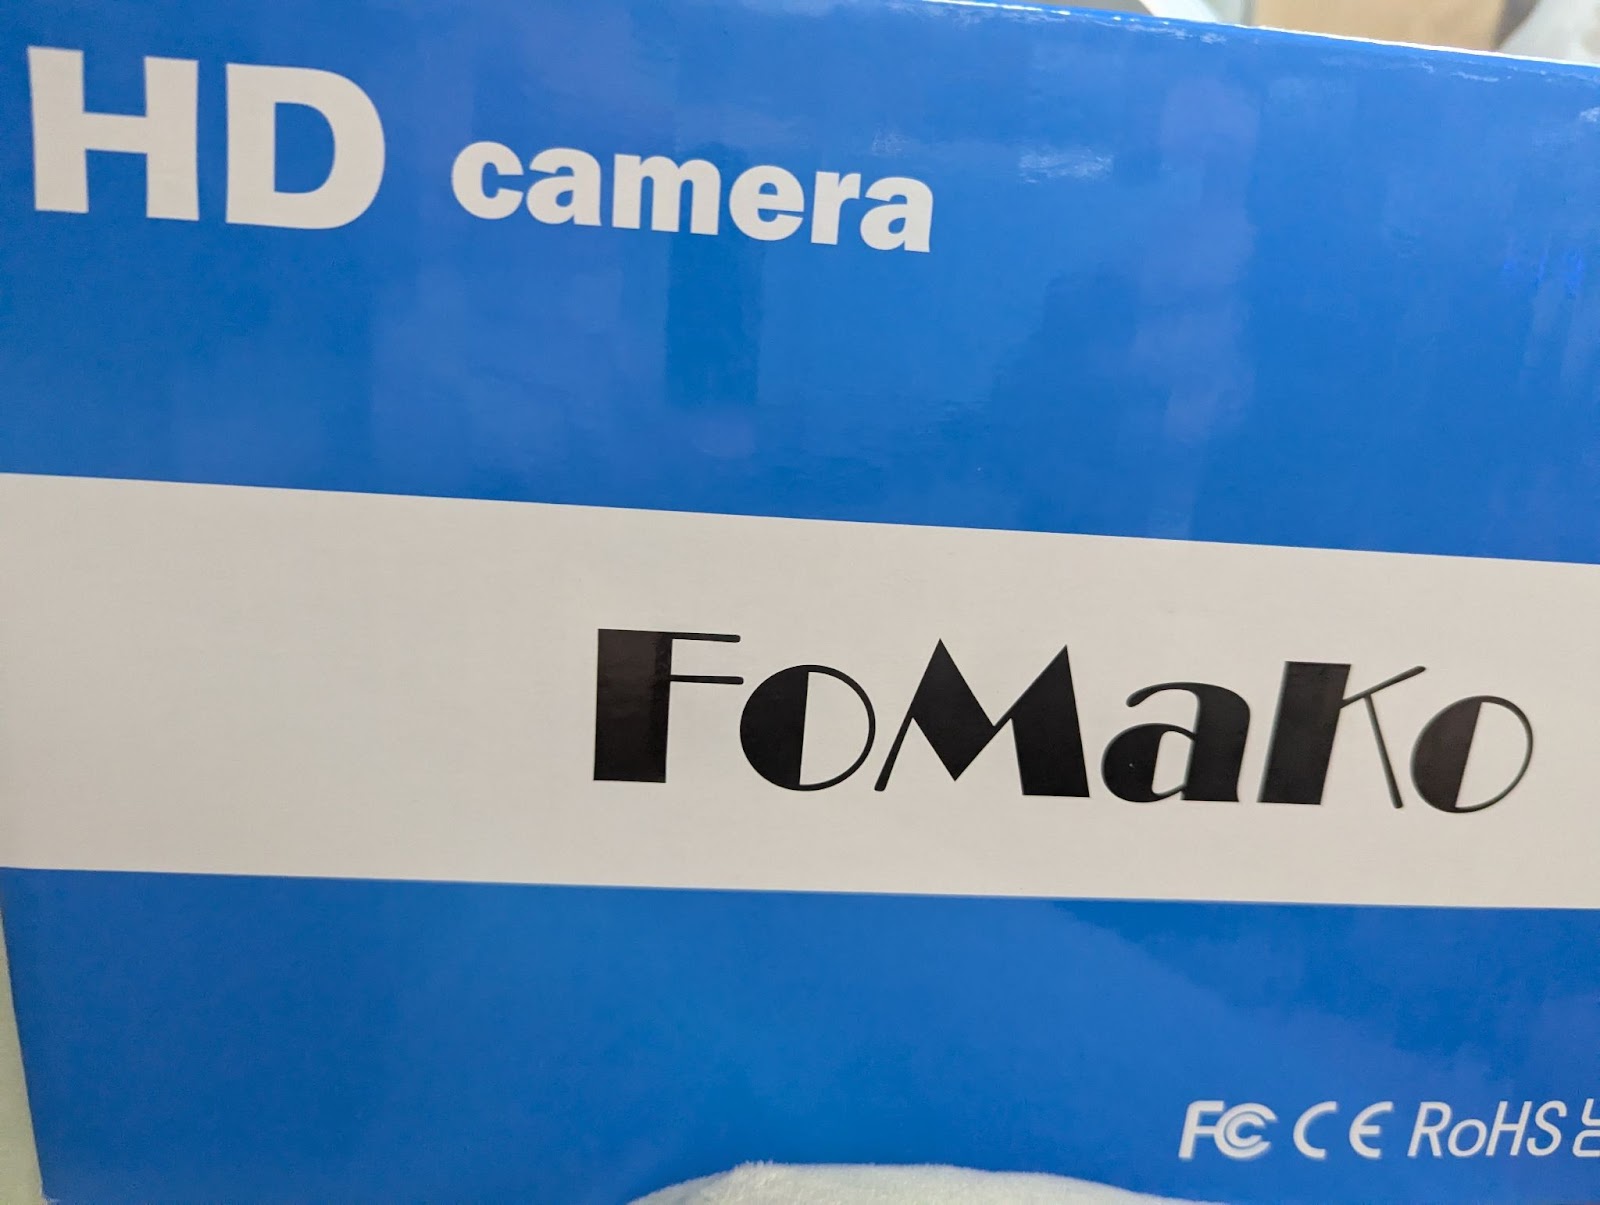 HD camera
FoMaKo
FC CE RoHS